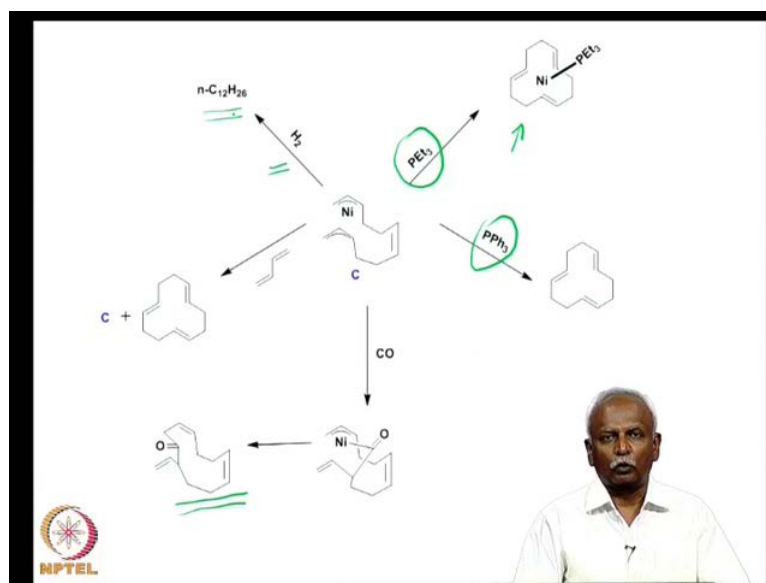 n-C12H26
H2
PEt3
Ni
PEt3
Ni
PPh3
C
C +
CO
O
Ni
O
NPTEL